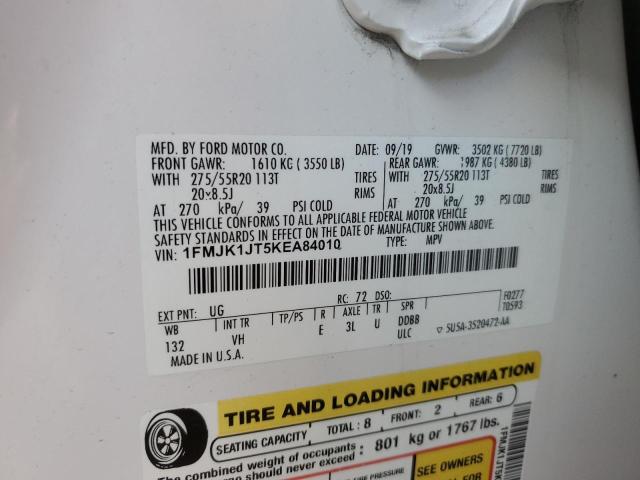 MFD. BY FORD MOTOR CO.
DATE: 09/19 GVWR: 3502 KG ( 7720 LB)
FRONT GAWR: 1610 KG ( 3550 LB) REAR GAWR: 1987 KG ( 4380 LB)
WITH 275/55R20 113T TIRES WITH 275/55R20 113T TIRES
20x8.5J RIMS 20x8.5J RIMS
AT 270 kPa/ 39 PSI COLD AT 270 kPa/ 39 PSI COLD
THIS VEHICLE CONFORMS TO ALL APPLICABLE FEDERAL MOTOR VEHICLE
SAFETY STANDARDS IN EFFECT ON THE DATE OF MANUFACTURE SHOWN ABOVE.
VIN: 1FMJK1JT5KEA84010 TYPE: MPV
EXT PNT: UG RC: 72 DSO: F0277
WB INT TR TP/PS R AXLE TR SPR T0593
132 VH E 3L U DDBB
ULC ▽ 5U5A-3520472-AA
MADE IN U.S.A.
TIRE AND LOADING INFORMATION
SEATING CAPACITY TOTAL : 8 FRONT: 2 REAR: 6
The combined weight of occupants
should never exceed : 801 kg or 1767 lbs.
PRESSURE
SEE OWNERS
1FMJK1JT5K